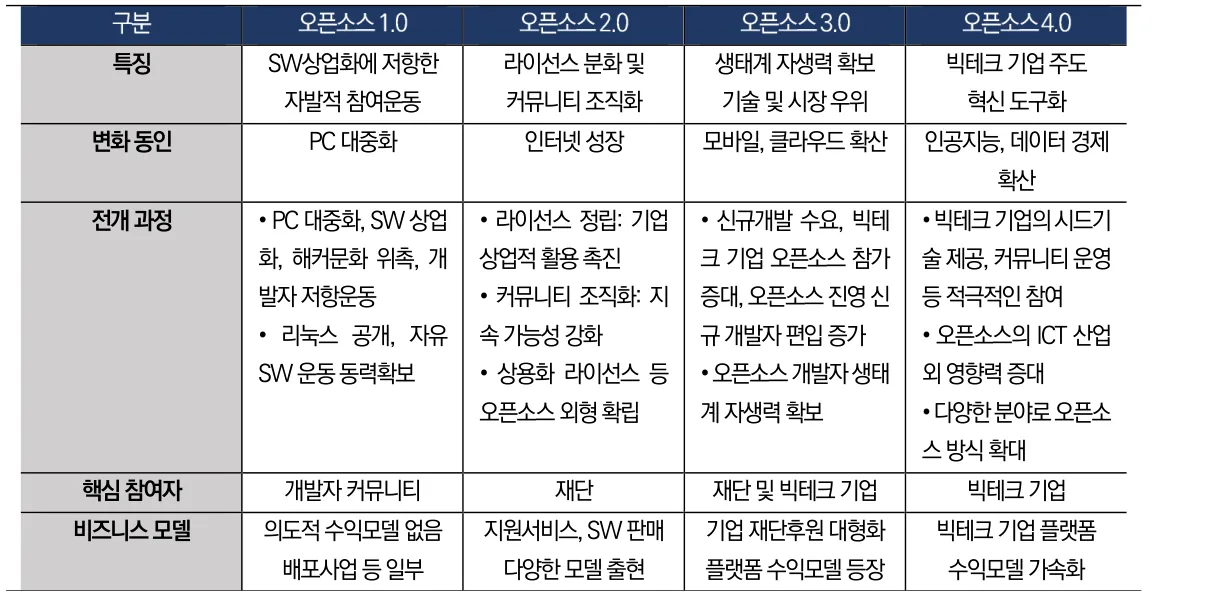 구분 오픈소스 1.0 오픈소스 2.0 오픈소스 3.0 오픈소스 4.0
특징
SW상업화에 저항한
자발적 참여운동
라이선스 분화 및
커뮤니티 조직화
생태계 자생력 확보
기술 및 시장 우위
빅테크 기업 주도
혁신 도구화
변화 동인
PC 대중화
인터넷 성장
모바일, 클라우드 확산
인공지능, 데이터 경제
확산
전개 과정
• PC 대중화, SW 상업
화, 해커문화 위촉, 개
발자 저항운동
• 리눅스 공개, 자유
SW 운동 동력확보
• 라이선스 정립: 기업
상업적 활용 촉진
• 커뮤니티 조직화: 지
속 가능성 강화
• 상용화 라이선스 등
오픈소스 외형 확립
• 신규개발 수요, 빅테
크 기업 오픈소스 참가
증대, 오픈소스 진영 신
규 개발자 편입 증가
• 오픈소스 개발자 생태
계 자생력 확보
• 빅테크 기업의 시드기
술 제공, 커뮤니티 운영
등 적극적인 참여
• 오픈소스의 ICT 산업
외 영향력 증대
• 다양한 분야로 오픈소
스 방식 확대
핵심 참여자
개발자 커뮤니티
재단
재단 및 빅테크 기업
빅테크 기업
비즈니스 모델
의도적 수익모델 없음
배포사업 등 일부
지원서비스, SW 판매
다양한 모델 출현
기업 재단후원 대형화
플랫폼 수익모델 등장
빅테크 기업 플랫폼
수익모델 가속화